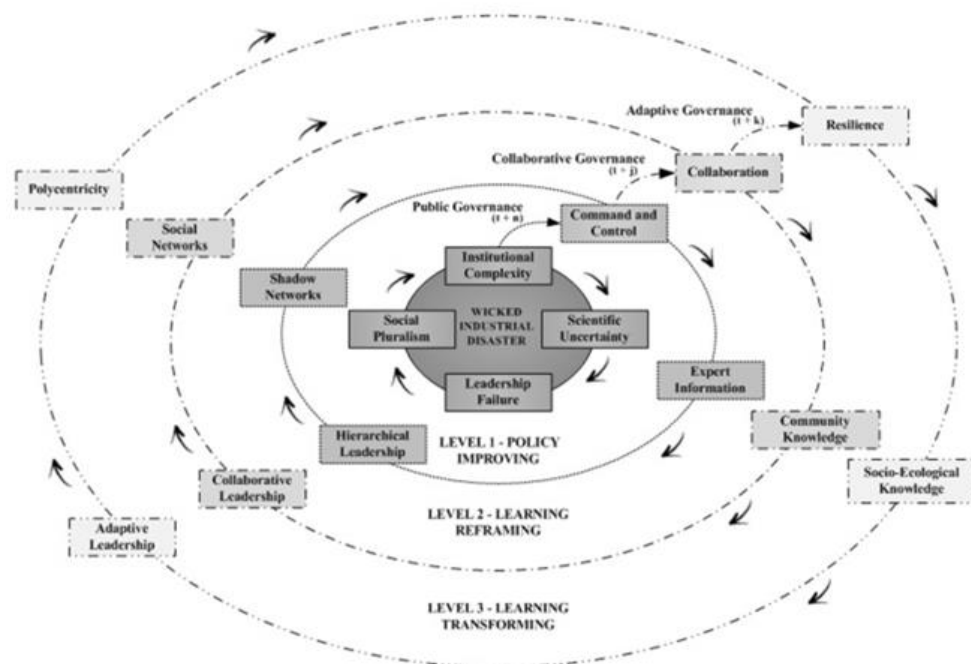 Adaptive Governance
(t + k)
Resilience
Collaborative Governance
(t + j)
Collaboration
Polycentricity
Public Governance
(t + n)
Command and
Control
Social
Networks
Institutional
Complexity
Shadow
Networks
WICKED
INDUSTRIAL
DISASTER
Social
Pluralism
Scientific
Uncertainty
Expert
Information
Leadership
Failure
Community
Knowledge
Hierarchical
Leadership
LEVEL 1 - POLICY
IMPROVING
Socio-Ecological
Knowledge
Collaborative
Leadership
LEVEL 2 - LEARNING
REFRAMING
Adaptive
Leadership
LEVEL 3 - LEARNING
TRANSFORMING